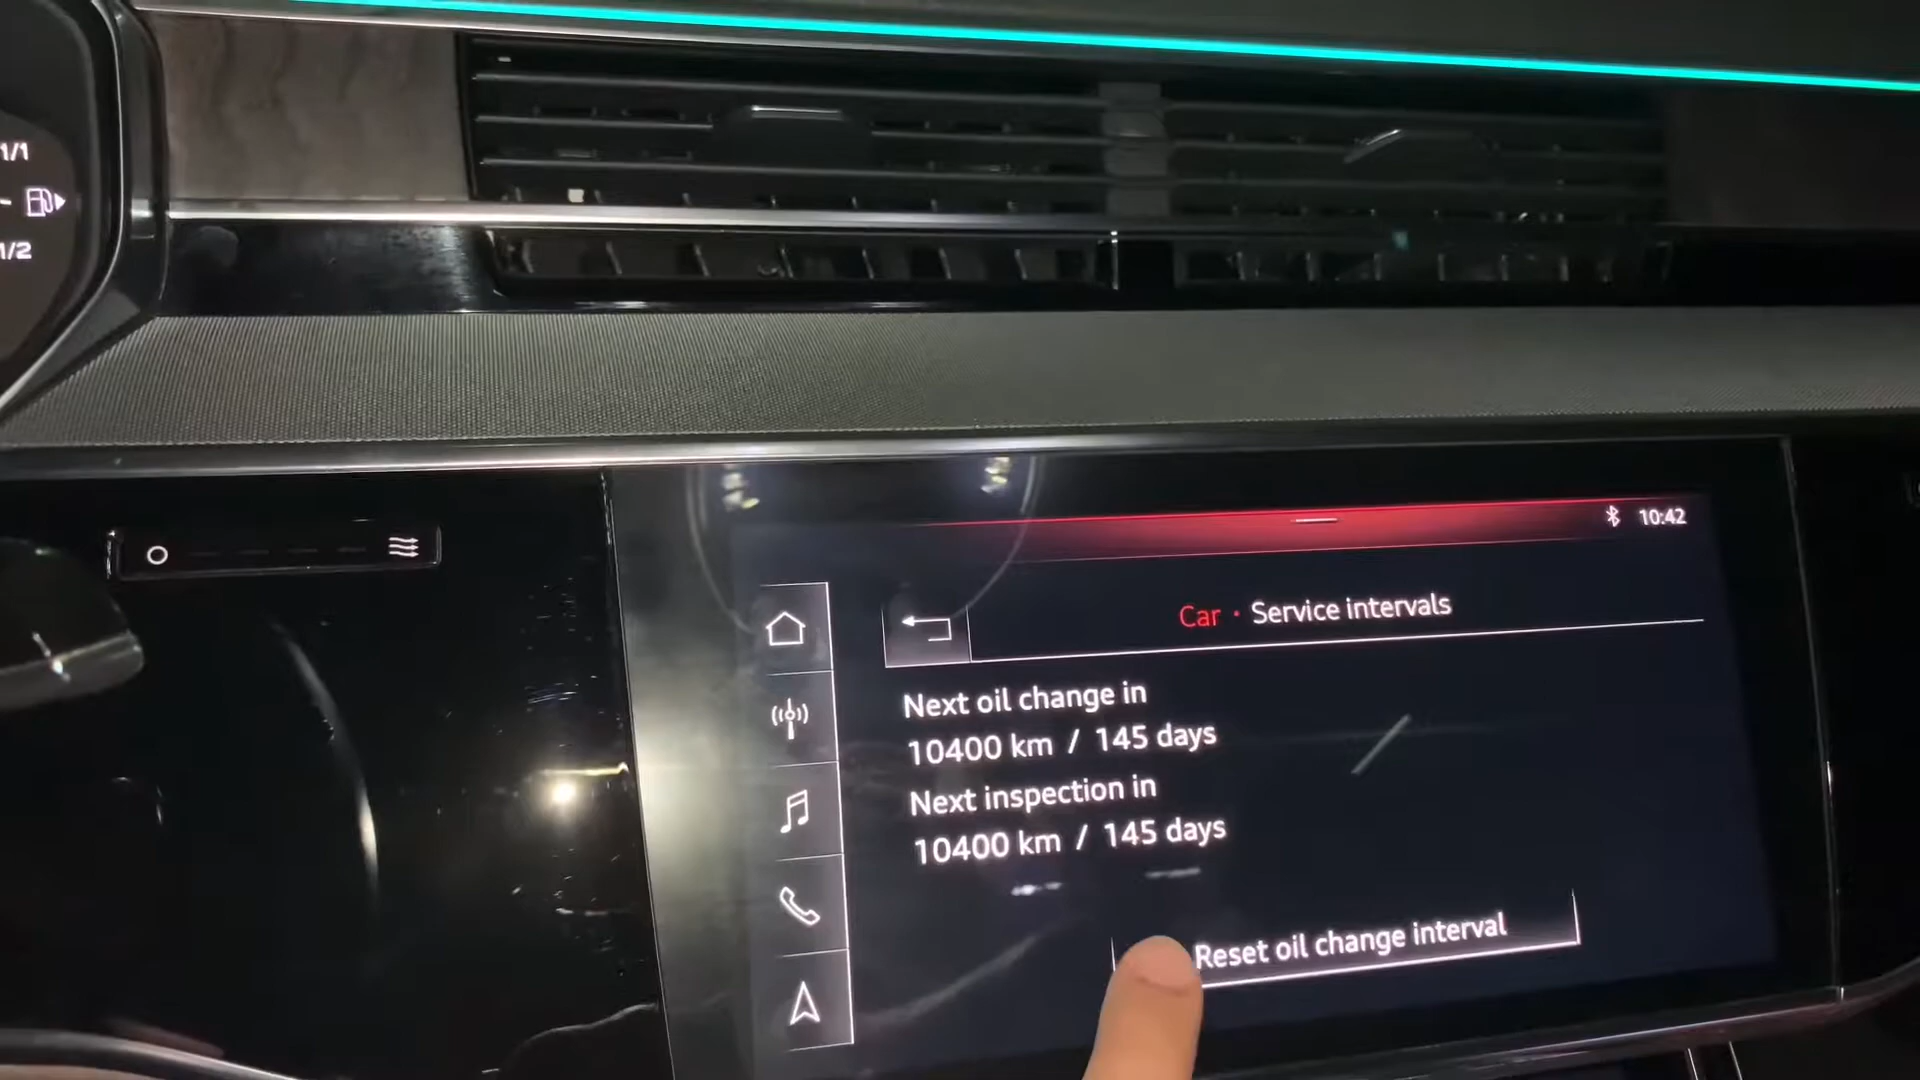 1/1
1/2
10:42
Car · Service intervals
Next oil change in
10400 km / 145 days
Next inspection in
10400 km / 145 days
Reset oil change interval